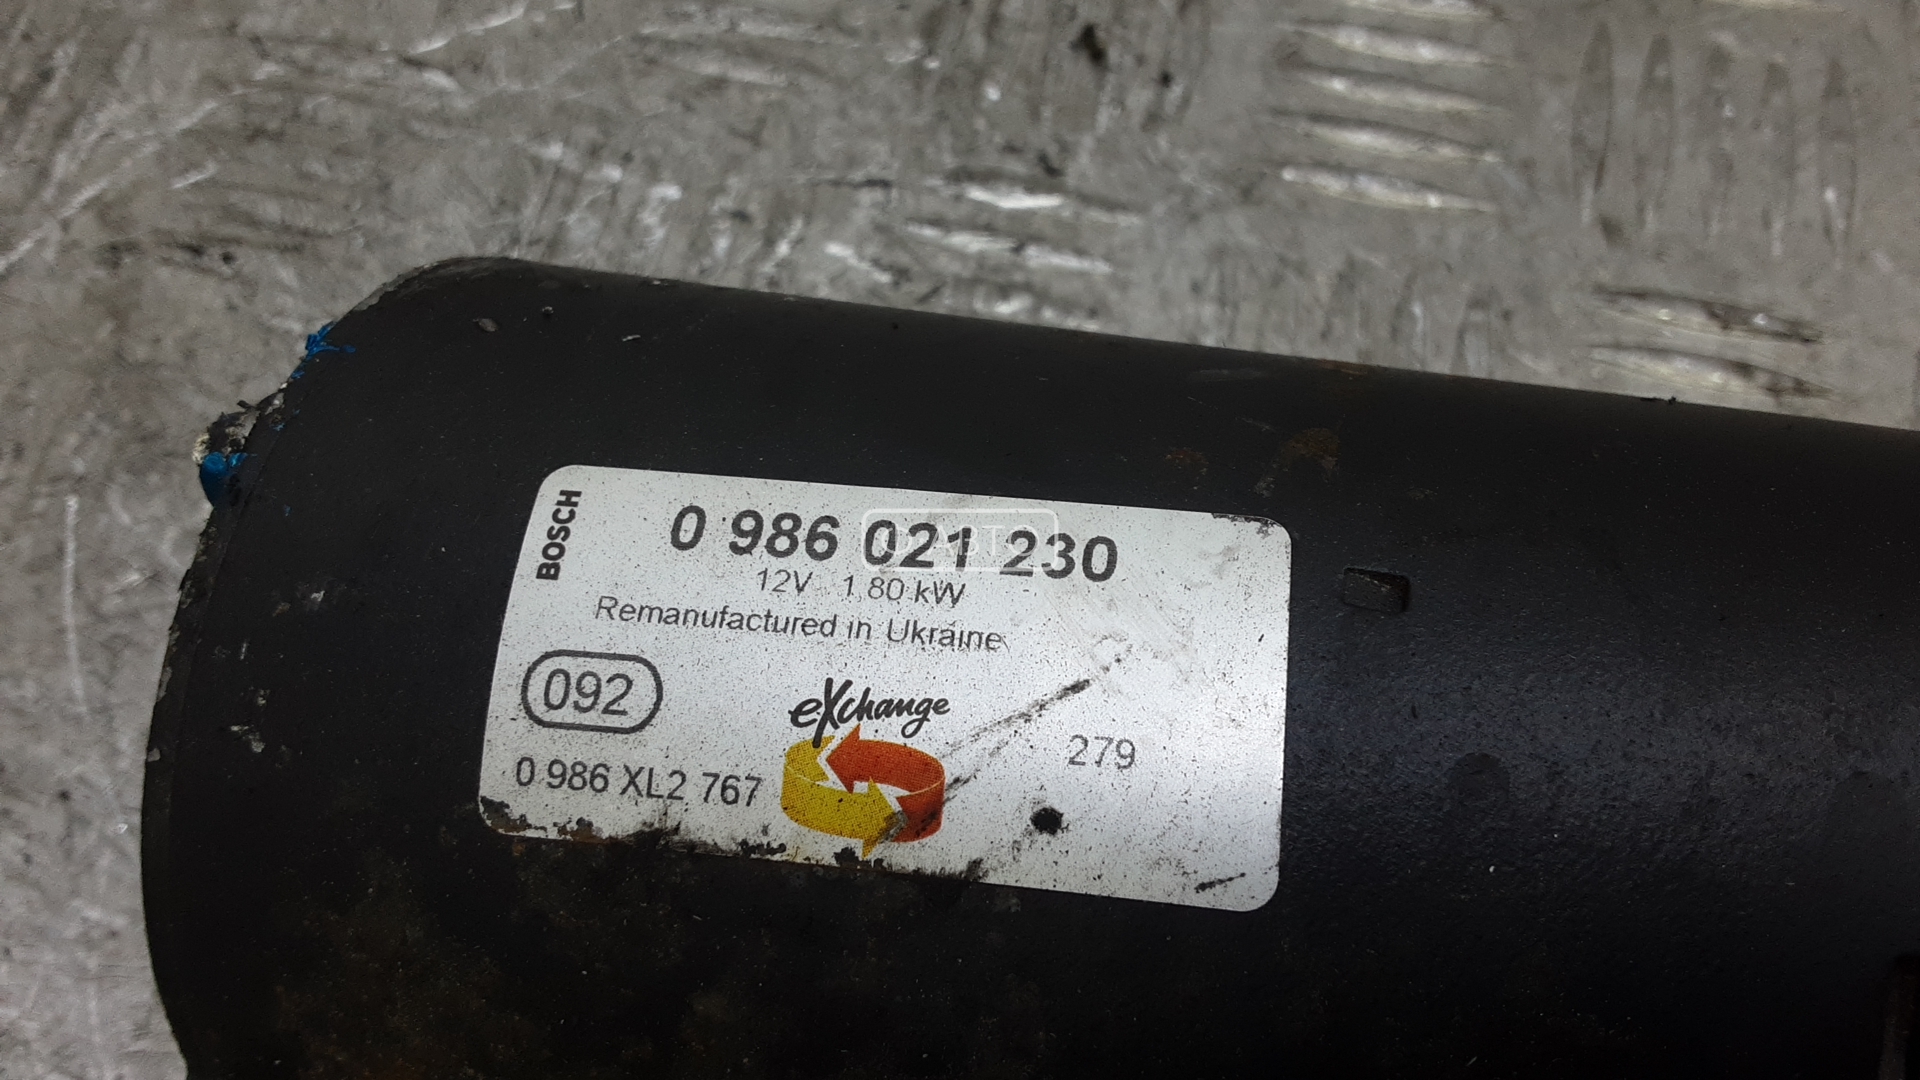 BOSCH
0 986 021 230
12V 1,80 kW
Remanufactured in Ukraine
092
eXchange
279
0 986 XL2 767